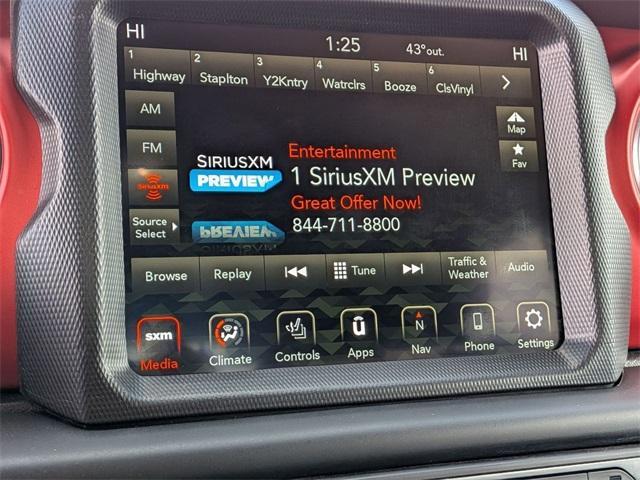 HI 1:25 43°out. HI
1 Highway 2 Staplton 3 Y2Kntry 4 Watrclrs 5 Booze 6 ClsVinyl
AM
FM
SiriusXM
Source
Select
SIRIUSXM
PREVIEW
Entertainment
1 SiriusXM Preview
Great Offer Now!
844-711-8800
Map
Fav
Browse Replay Tune Traffic & Weather Audio
sxm
Media Climate Controls Apps Nav Phone Settings
N